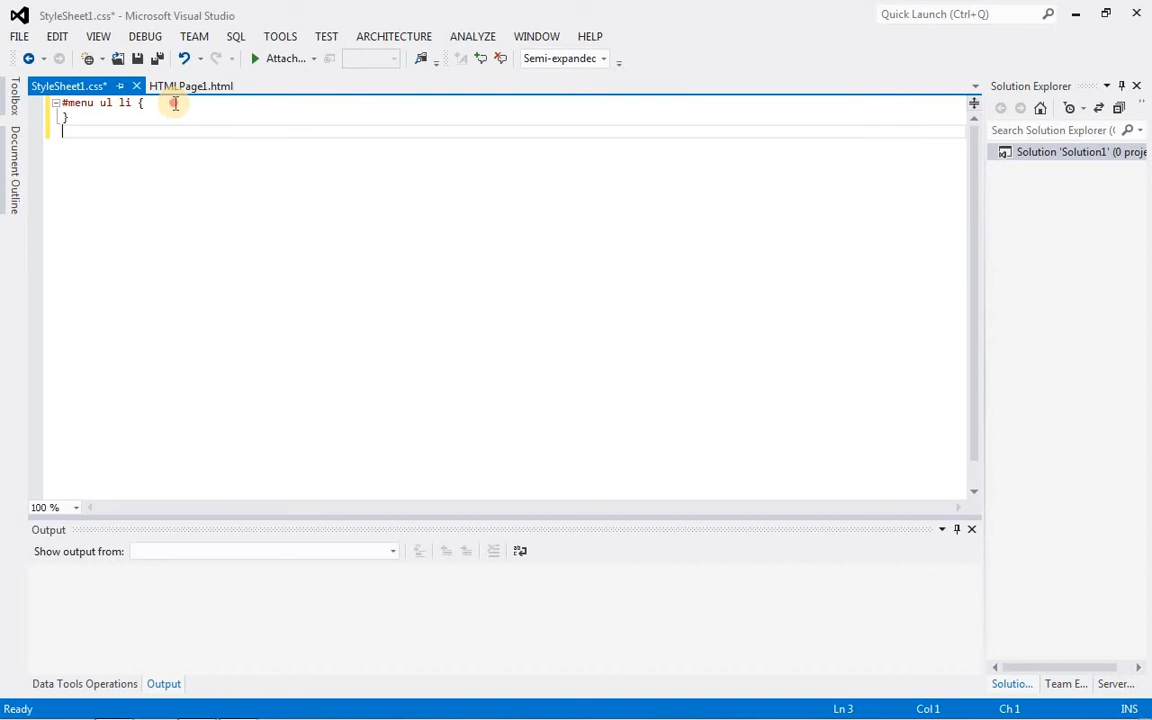 StyleSheet1.css* - Microsoft Visual Studio
Quick Launch (Ctrl+Q)
FILE EDIT VIEW DEBUG TEAM SQL TOOLS TEST ARCHITECTURE ANALYZE WINDOW HELP
Attach... Semi-expandec
StyleSheet1.css* HTMLPage1.html
Solution Explorer
Toolbox
Document Outline
#menu ul li {
}
Search Solution Explorer (
Solution 'Solution1' (0 proje
100 %
Output
Show output from:
Data Tools Operations Output
Solutio... Team E... Server...
Ready Ln 3 Col 1 Ch 1 INS